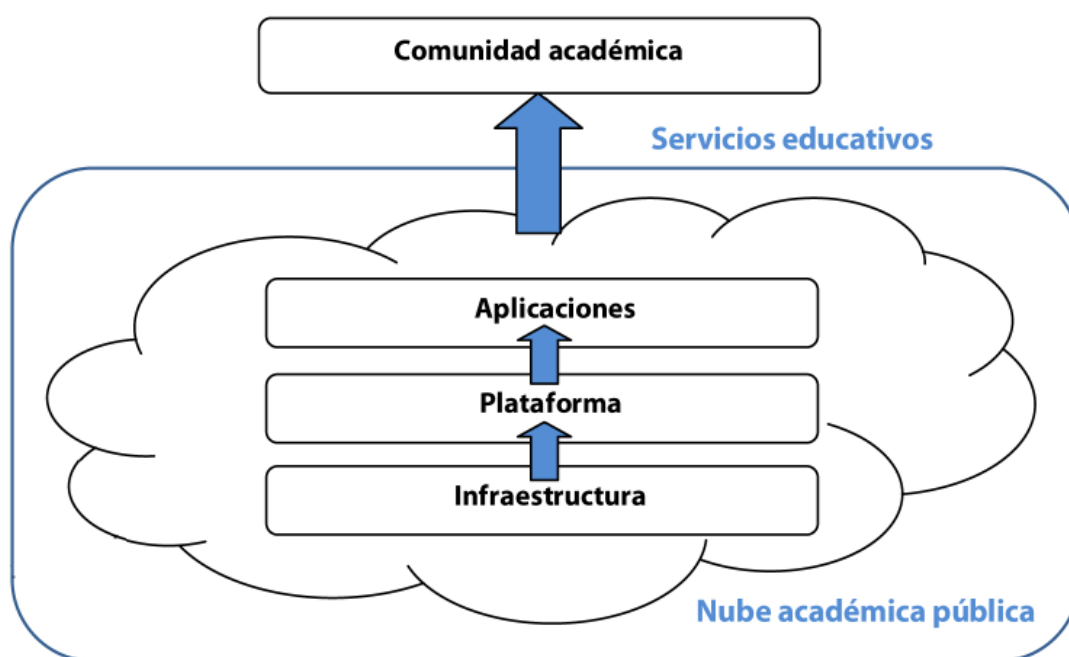 Comunidad académica
Servicios educativos
Aplicaciones
Plataforma
Infraestructura
Nube académica pública